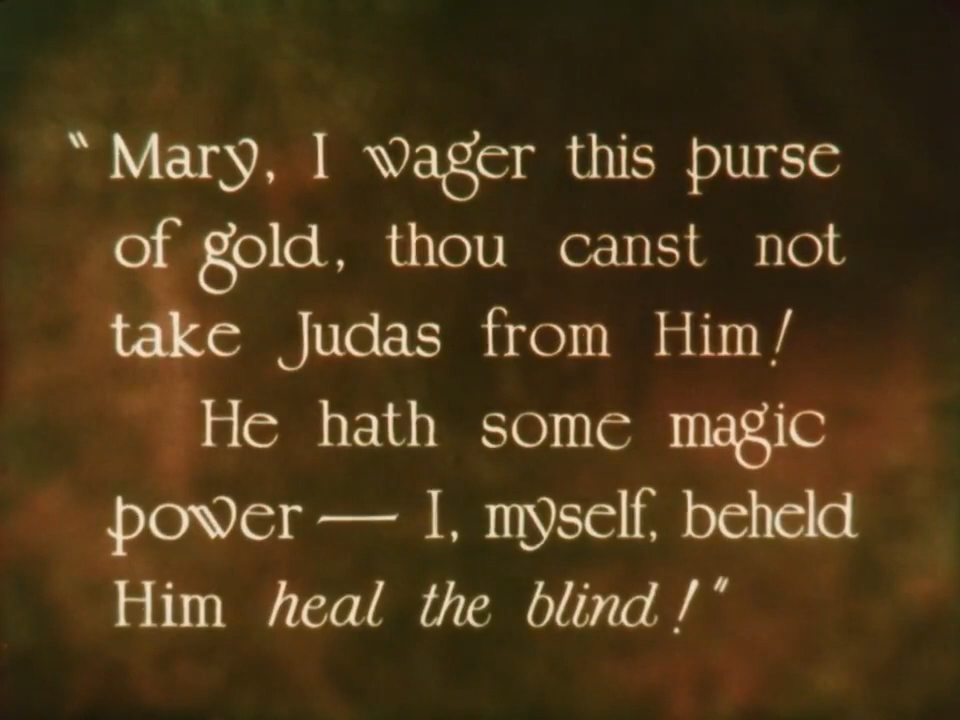 "Mary, I wager this purse
of gold, thou canst not
take Judas from Him!
He hath some magic
power — I, myself, beheld
Him heal the blind!"